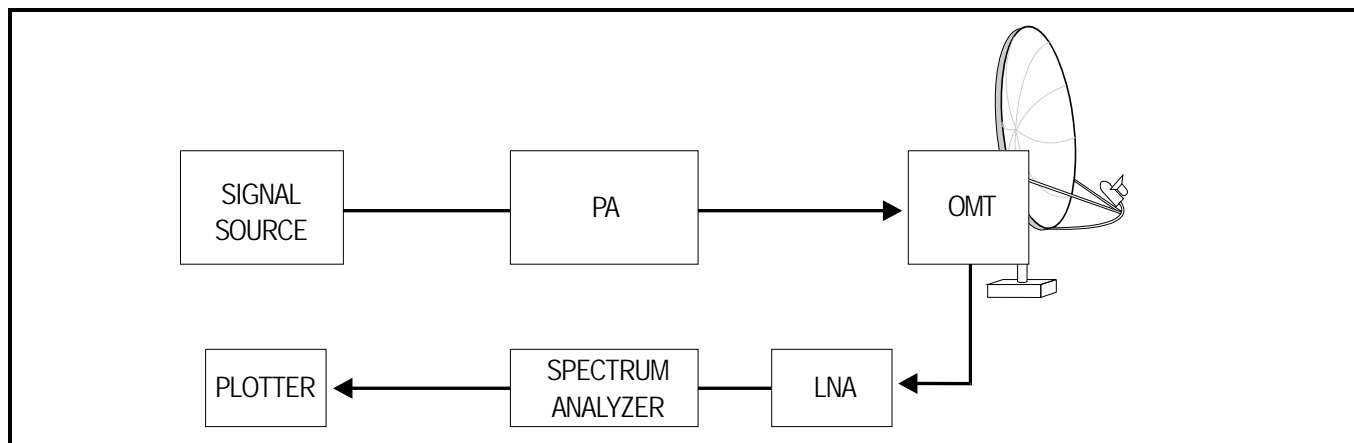 SIGNAL
SOURCE
PA
OMT
PLOTTER
SPECTRUM
ANALYZER
LNA